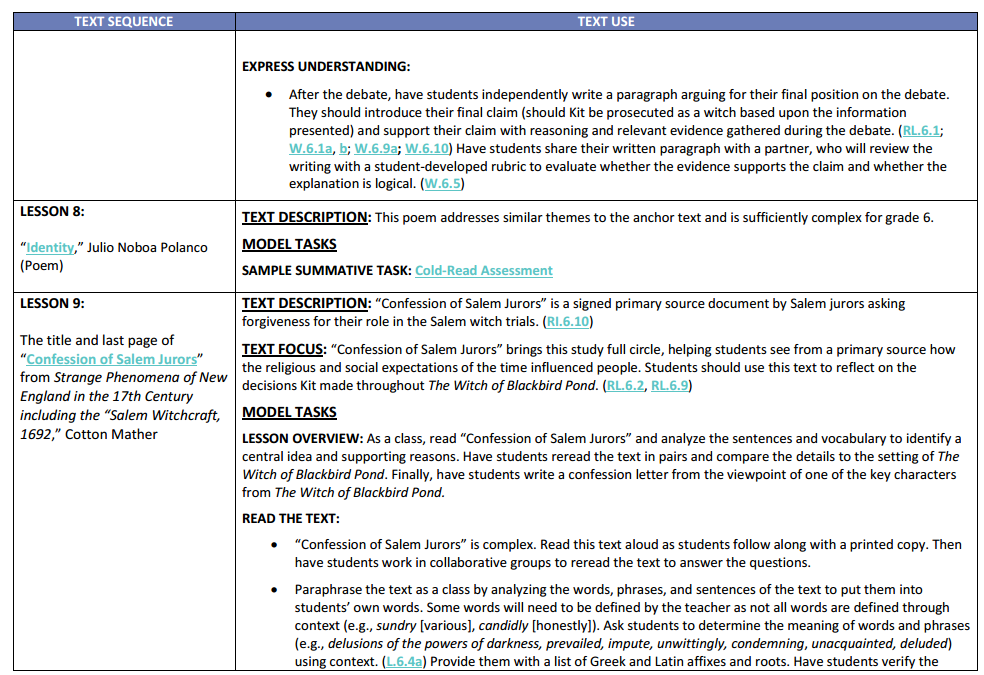 TEXT SEQUENCE
TEXT USE
EXPRESS UNDERSTANDING:
• After the debate, have students independently write a paragraph arguing for their final position on the debate.
They should introduce their final claim (should Kit be prosecuted as a witch based upon the information
presented) and support their claim with reasoning and relevant evidence gathered during the debate. (RL.6.1;
W.6.1a, b; W.6.9a; W.6.10) Have students share their written paragraph with a partner, who will review the
writing with a student-developed rubric to evaluate whether the evidence supports the claim and whether the
explanation is logical. (W.6.5)
LESSON 8:
“Identity,” Julio Noboa Polanco
(Poem)
TEXT DESCRIPTION: This poem addresses similar themes to the anchor text and is sufficiently complex for grade 6.
MODEL TASKS
SAMPLE SUMMATIVE TASK: Cold-Read Assessment
LESSON 9:
The title and last page of
“Confession of Salem Jurors”
from Strange Phenomena of New
England in the 17th Century
including the “Salem Witchcraft,
1692,” Cotton Mather
TEXT DESCRIPTION: “Confession of Salem Jurors” is a signed primary source document by Salem jurors asking
forgiveness for their role in the Salem witch trials. (RI.6.10)
TEXT FOCUS: “Confession of Salem Jurors” brings this study full circle, helping students see from a primary source how
the religious and social expectations of the time influenced people. Students should use this text to reflect on the
decisions Kit made throughout The Witch of Blackbird Pond. (RL.6.2, RL.6.9)
MODEL TASKS
LESSON OVERVIEW: As a class, read “Confession of Salem Jurors” and analyze the sentences and vocabulary to identify a
central idea and supporting reasons. Have students reread the text in pairs and compare the details to the setting of The
Witch of Blackbird Pond. Finally, have students write a confession letter from the viewpoint of one of the key characters
from The Witch of Blackbird Pond.
READ THE TEXT:
• “Confession of Salem Jurors” is complex. Read this text aloud as students follow along with a printed copy. Then
have students work in collaborative groups to reread the text to answer the questions.
• Paraphrase the text as a class by analyzing the words, phrases, and sentences of the text to put them into
students’ own words. Some words will need to be defined by the teacher as not all words are defined through
context (e.g., sundry [various], candidly [honestly]). Ask students to determine the meaning of words and phrases
(e.g., delusions of the powers of darkness, prevailed, impute, unwittingly, condemning, unacquainted, deluded)
using context. (L.6.4a) Provide them with a list of Greek and Latin affixes and roots. Have students verify the